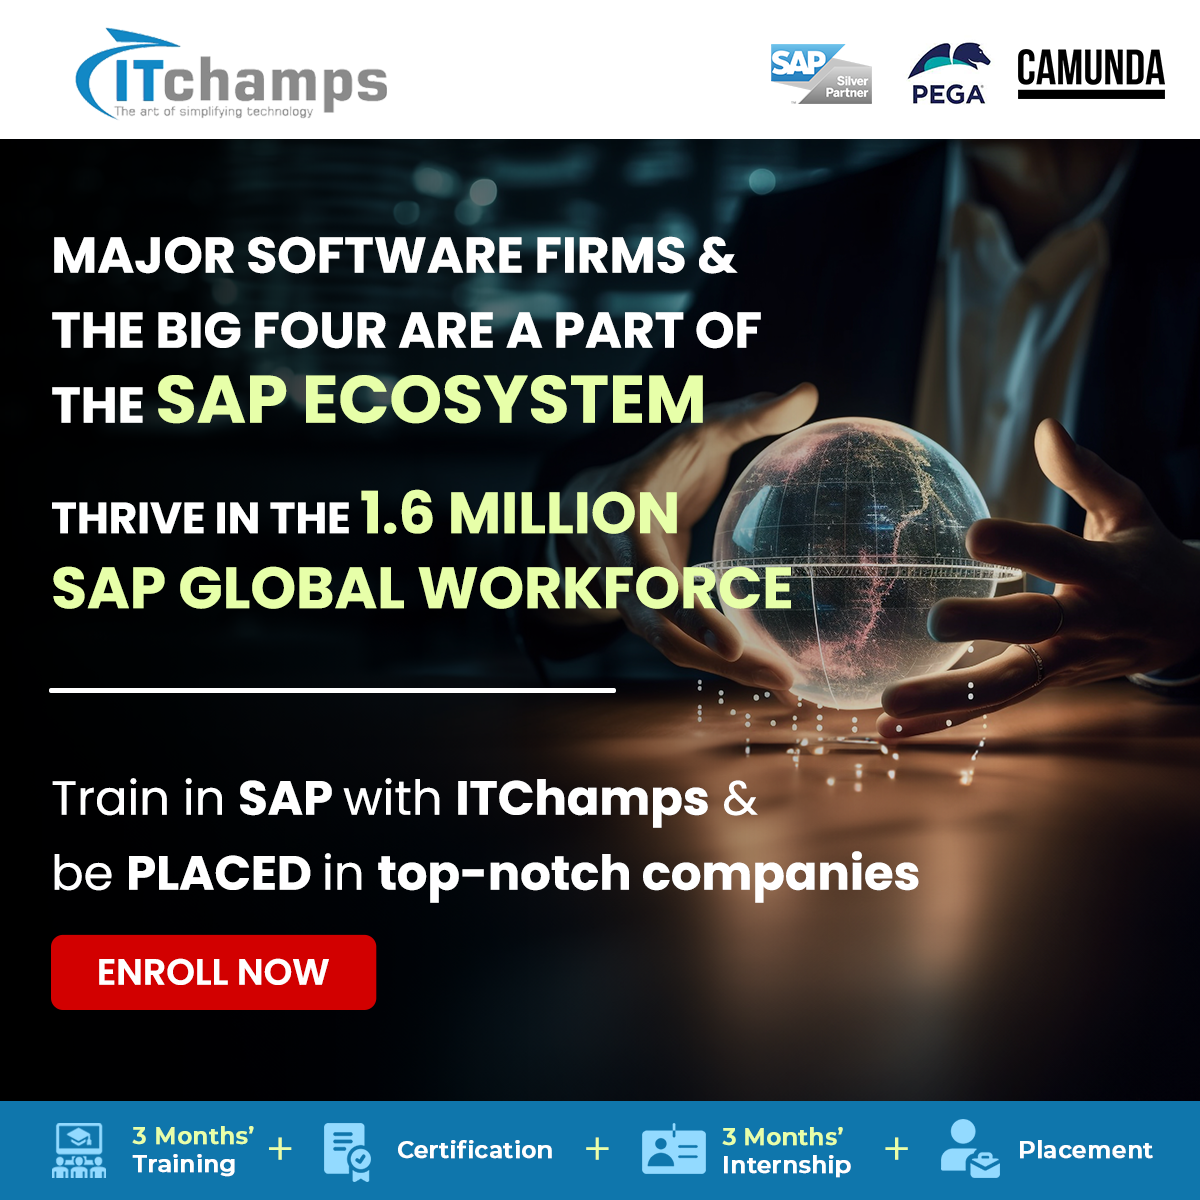 ITchamps
The art of simplifying technology
SAP
Silver
Partner
PEGA
CAMUNDA
MAJOR SOFTWARE FIRMS &
THE BIG FOUR ARE A PART OF
THE SAP ECOSYSTEM
THRIVE IN THE 1.6 MILLION
SAP GLOBAL WORKFORCE
Train in SAP with ITChamps &
be PLACED in top-notch companies
ENROLL NOW
3 Months’
Training
+
Certification
+
3 Months’
Internship
+
Placement